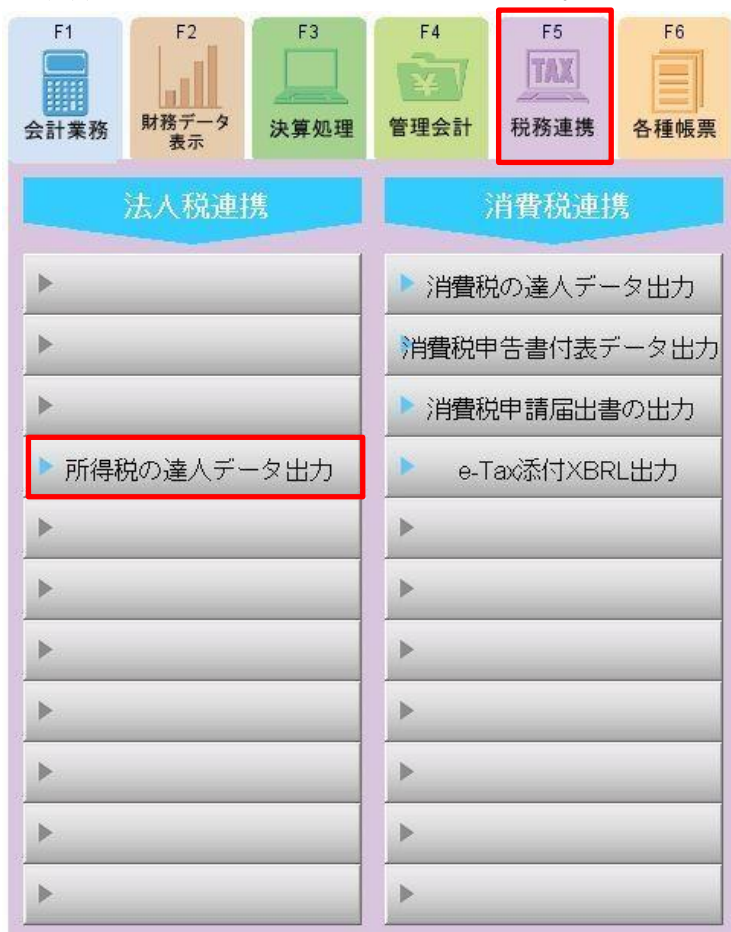 F1
会計業務
F2
財務データ
表示
F3
決算処理
F4
¥
管理会計
F5
TAX
税務連携
F6
各種帳票
法人税連携
所得税の達人データ出力
消費税連携
消費税の達人データ出力
消費税申告書付表データ出力
消費税申請届出書の出力
e-Tax添付XBRL出力